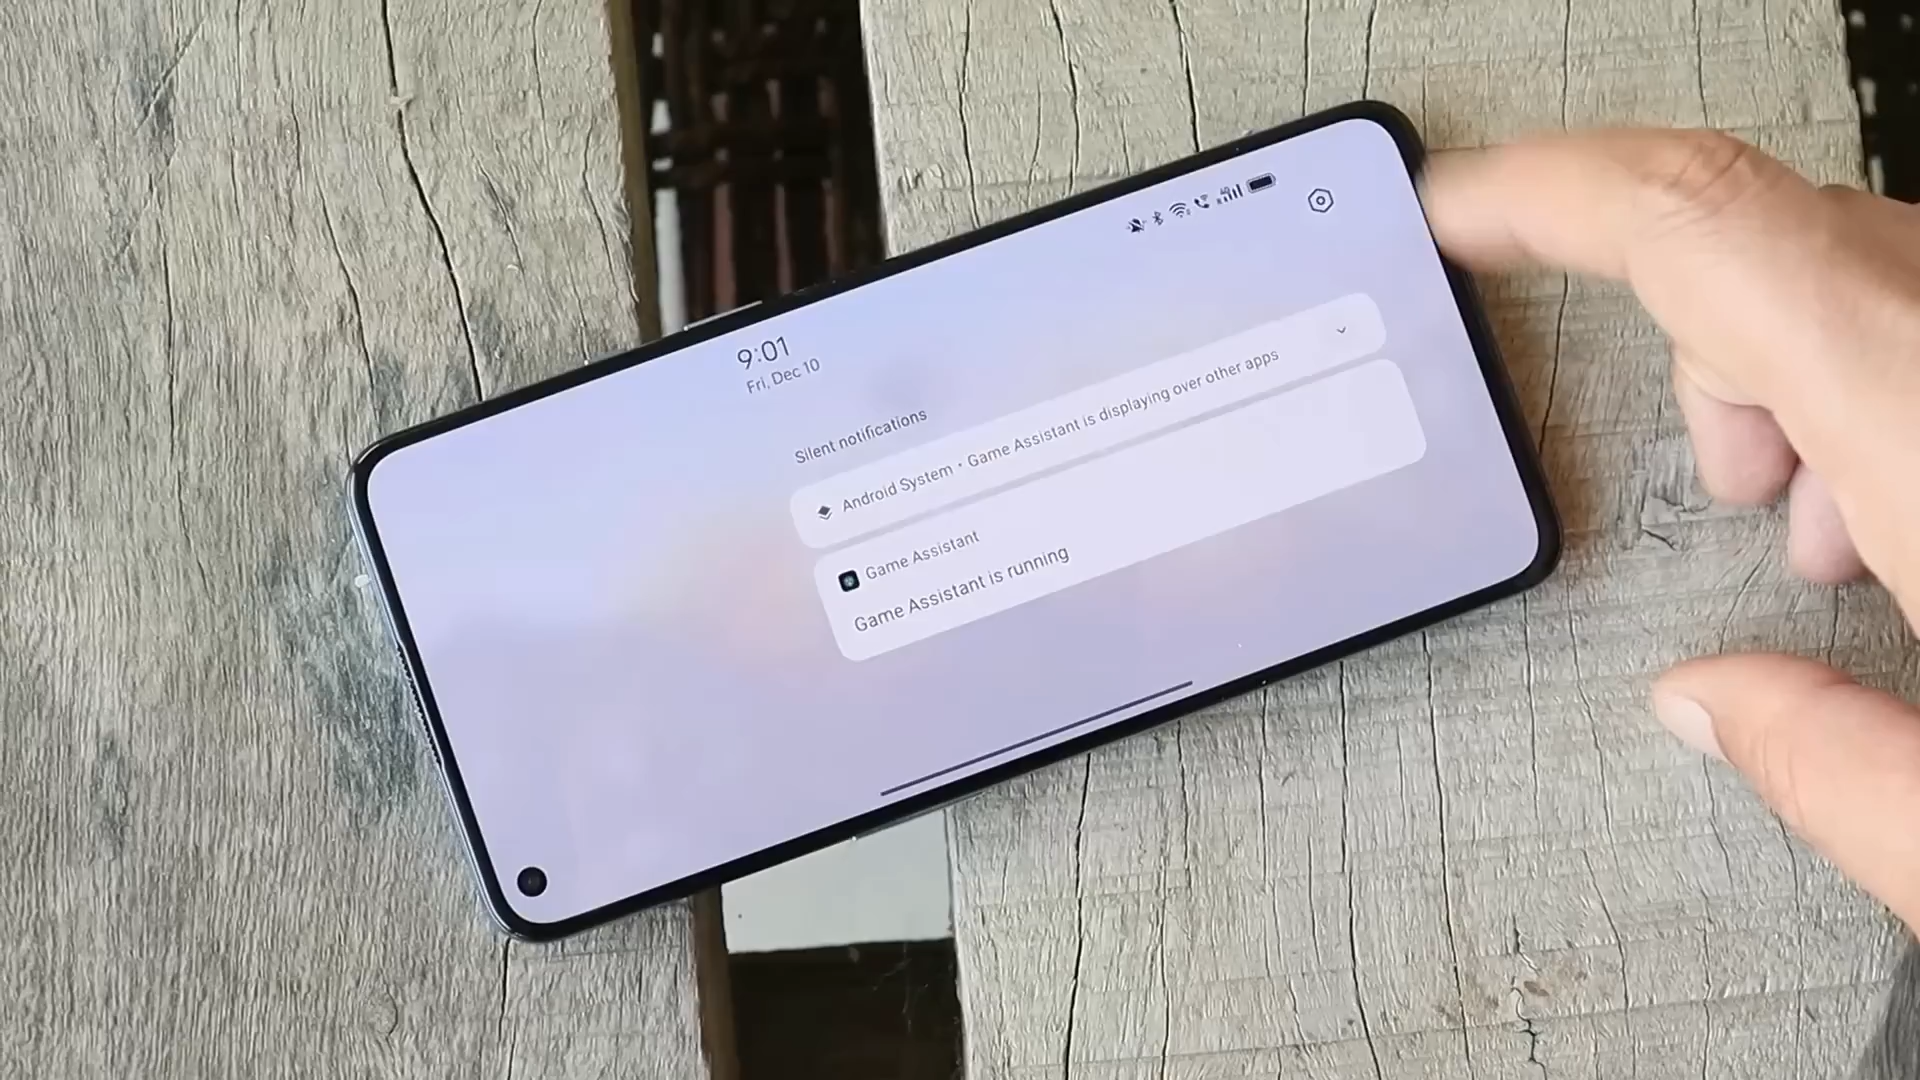 9:01
Fri, Dec 10
Silent notifications
Android System • Game Assistant is displaying over other apps
Game Assistant
Game Assistant is running